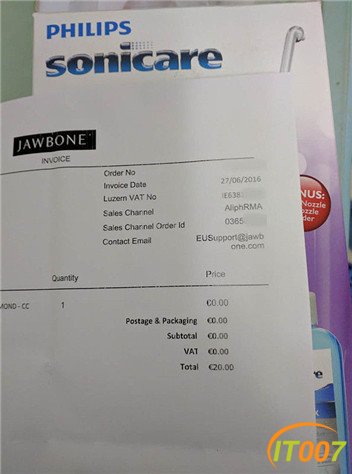 PHILIPS
sonicare
JAWBONE
INVOICE
Order No
Invoice Date 27/06/2016
Luzern VAT No IE638
Sales Channel AliphRMA
Sales Channel Order Id 0365
Contact Email EUSupport@jawb
one.com
NUS:
Nozzle
Quantity Price
MOND - CC 1 €0.00
Postage & Packaging €0.00
Subtotal €0.00
VAT €0.00
Total €20.00
IT007